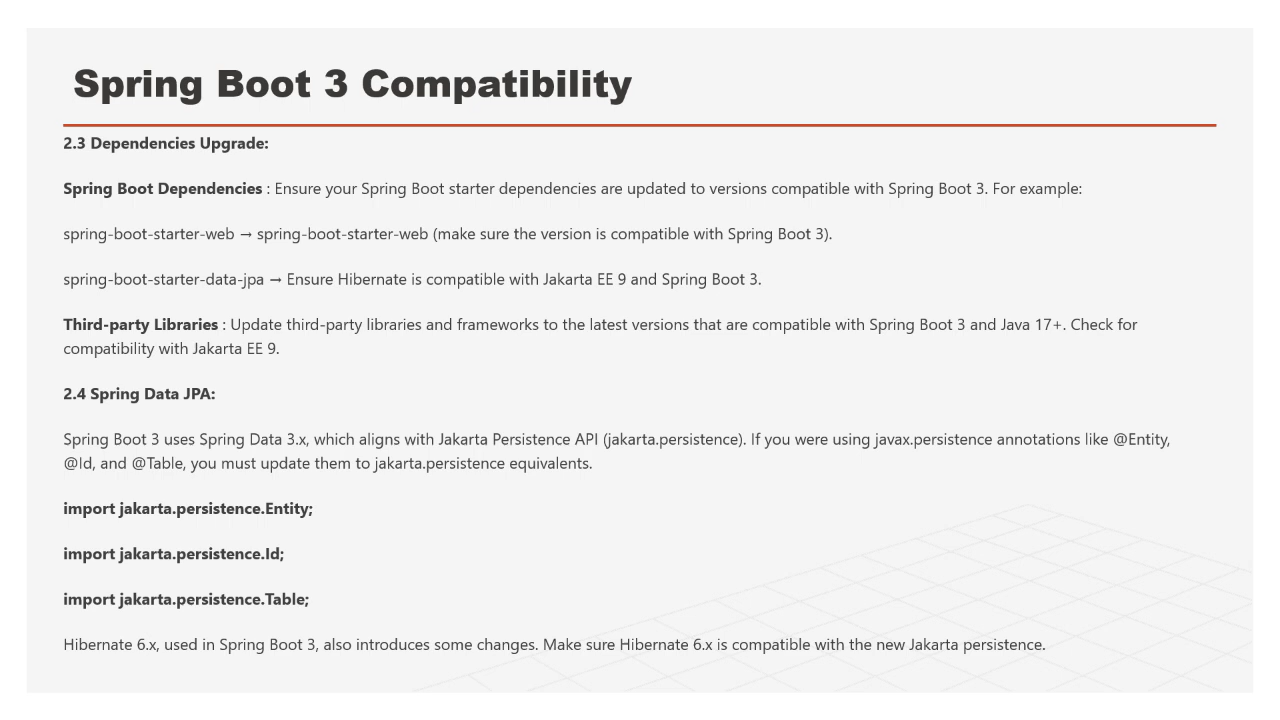 Spring Boot 3 Compatibility
2.3 Dependencies Upgrade:
Spring Boot Dependencies : Ensure your Spring Boot starter dependencies are updated to versions compatible with Spring Boot 3. For example:
spring-boot-starter-web → spring-boot-starter-web (make sure the version is compatible with Spring Boot 3).
spring-boot-starter-data-jpa → Ensure Hibernate is compatible with Jakarta EE 9 and Spring Boot 3.
Third-party Libraries : Update third-party libraries and frameworks to the latest versions that are compatible with Spring Boot 3 and Java 17+. Check for
compatibility with Jakarta EE 9.
2.4 Spring Data JPA:
Spring Boot 3 uses Spring Data 3.x, which aligns with Jakarta Persistence API (jakarta.persistence). If you were using javax.persistence annotations like @Entity,
@Id, and @Table, you must update them to jakarta.persistence equivalents.
import jakarta.persistence.Entity;
import jakarta.persistence.Id;
import jakarta.persistence.Table;
Hibernate 6.x, used in Spring Boot 3, also introduces some changes. Make sure Hibernate 6.x is compatible with the new Jakarta persistence.